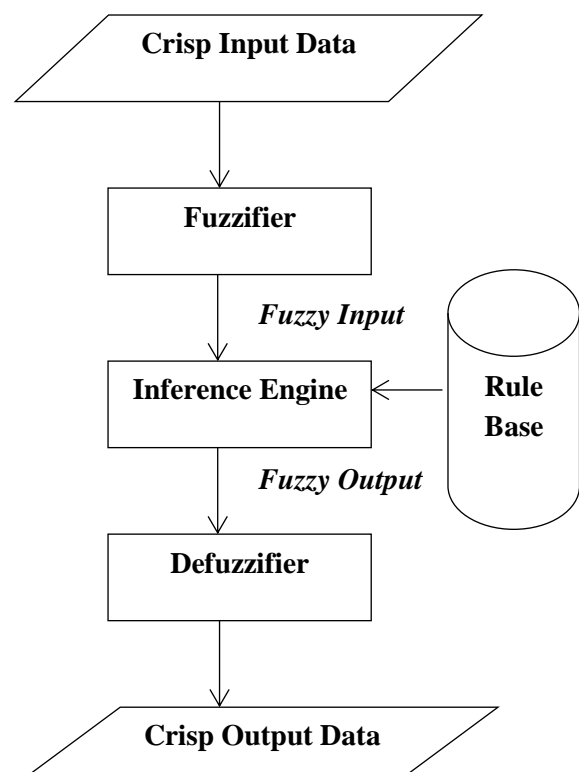 Crisp Input Data
Fuzzifier
Fuzzy Input
Inference Engine
Rule
Base
Fuzzy Output
Defuzzifier
Crisp Output Data